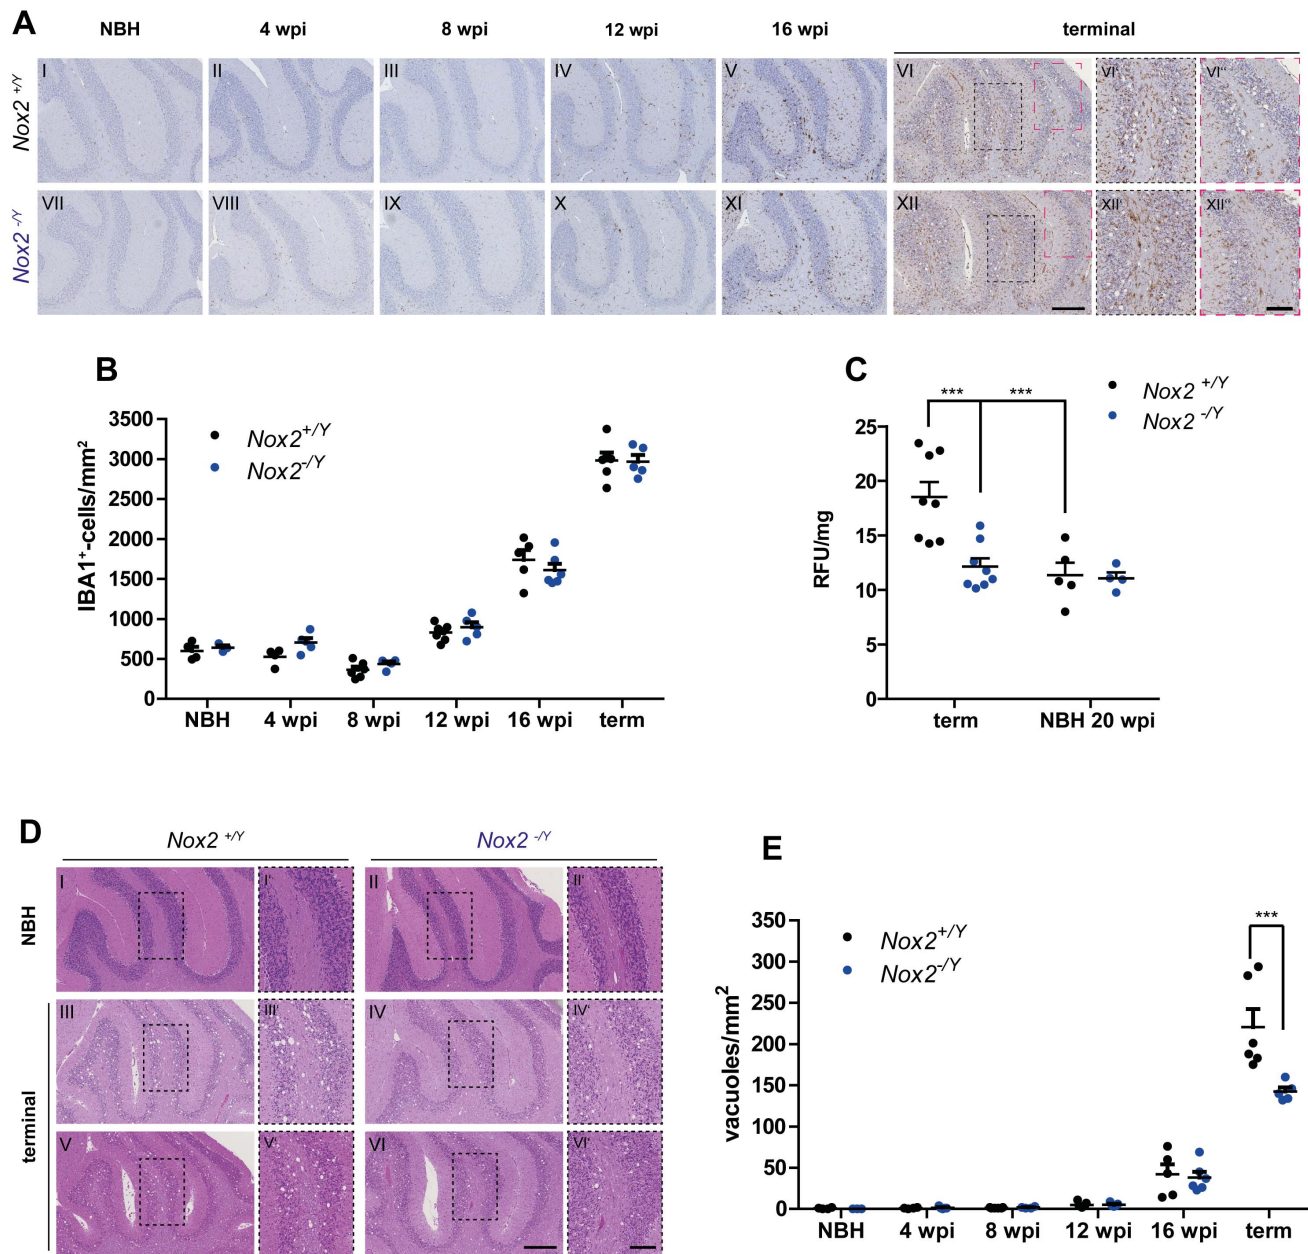 A
NBH 4 wpi 8 wpi 12 wpi 16 wpi terminal
Nox2 +/Y
I II III IV V VI VI' VI''
Nox2 -/Y
VII VIII IX X XI XII XII' XII''
B
IBA1+-cells/mm2
3500
3000
2500
2000
1500
1000
500
0
Nox2+/Y
Nox2-/Y
NBH 4 wpi 8 wpi 12 wpi 16 wpi term
C
RFU/mg
25
20
15
10
5
0
*** ***
Nox2 +/Y
Nox2 -/Y
term NBH 20 wpi
D
Nox2 +/Y Nox2 -/Y
NBH
I I' II II'
terminal
III III' IV IV'
V V' VI VI'
E
vacuoles/mm2
350
300
250
200
150
100
50
0
Nox2+/Y
Nox2-/Y
***
NBH 4 wpi 8 wpi 12 wpi 16 wpi term